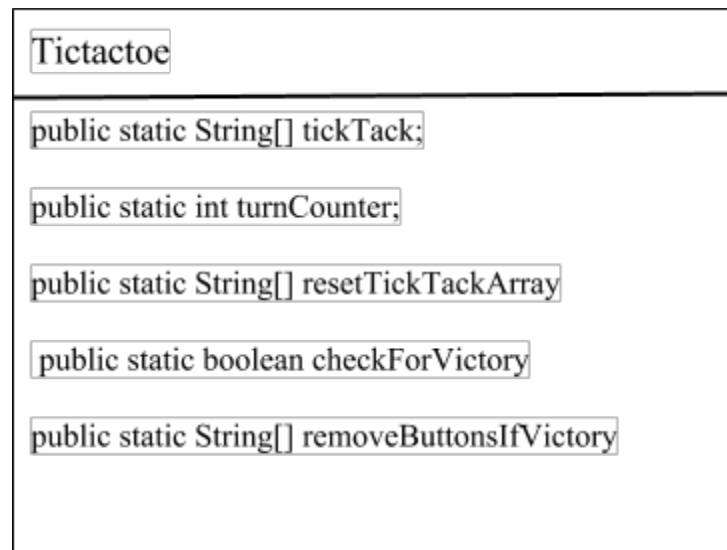 Tictactoe
public static String[] tickTack;
public static int turnCounter;
public static String[] resetTickTackArray
public static boolean checkForVictory
public static String[] removeButtonsIfVictory